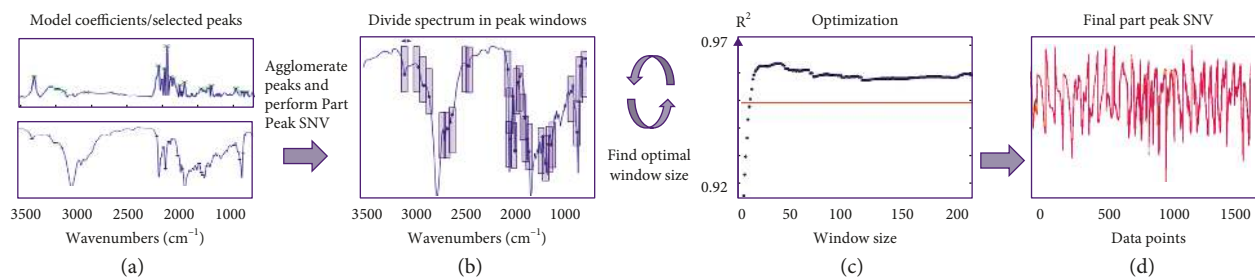 Model coefficients/selected peaks
3500 3000 2500 2000 1500 1000
Wavenumbers (cm⁻¹)
(a)
Agglomerate
peaks and
perform Part
Peak SNV
Divide spectrum in peak windows
3500 3000 2500 2000 1500 1000
Wavenumbers (cm⁻¹)
(b)
Find optimal
window size
R²
Optimization
0.97
0.92
0 50 100 150 200
Window size
(c)
Final part peak SNV
0 500 1000 1500
Data points
(d)